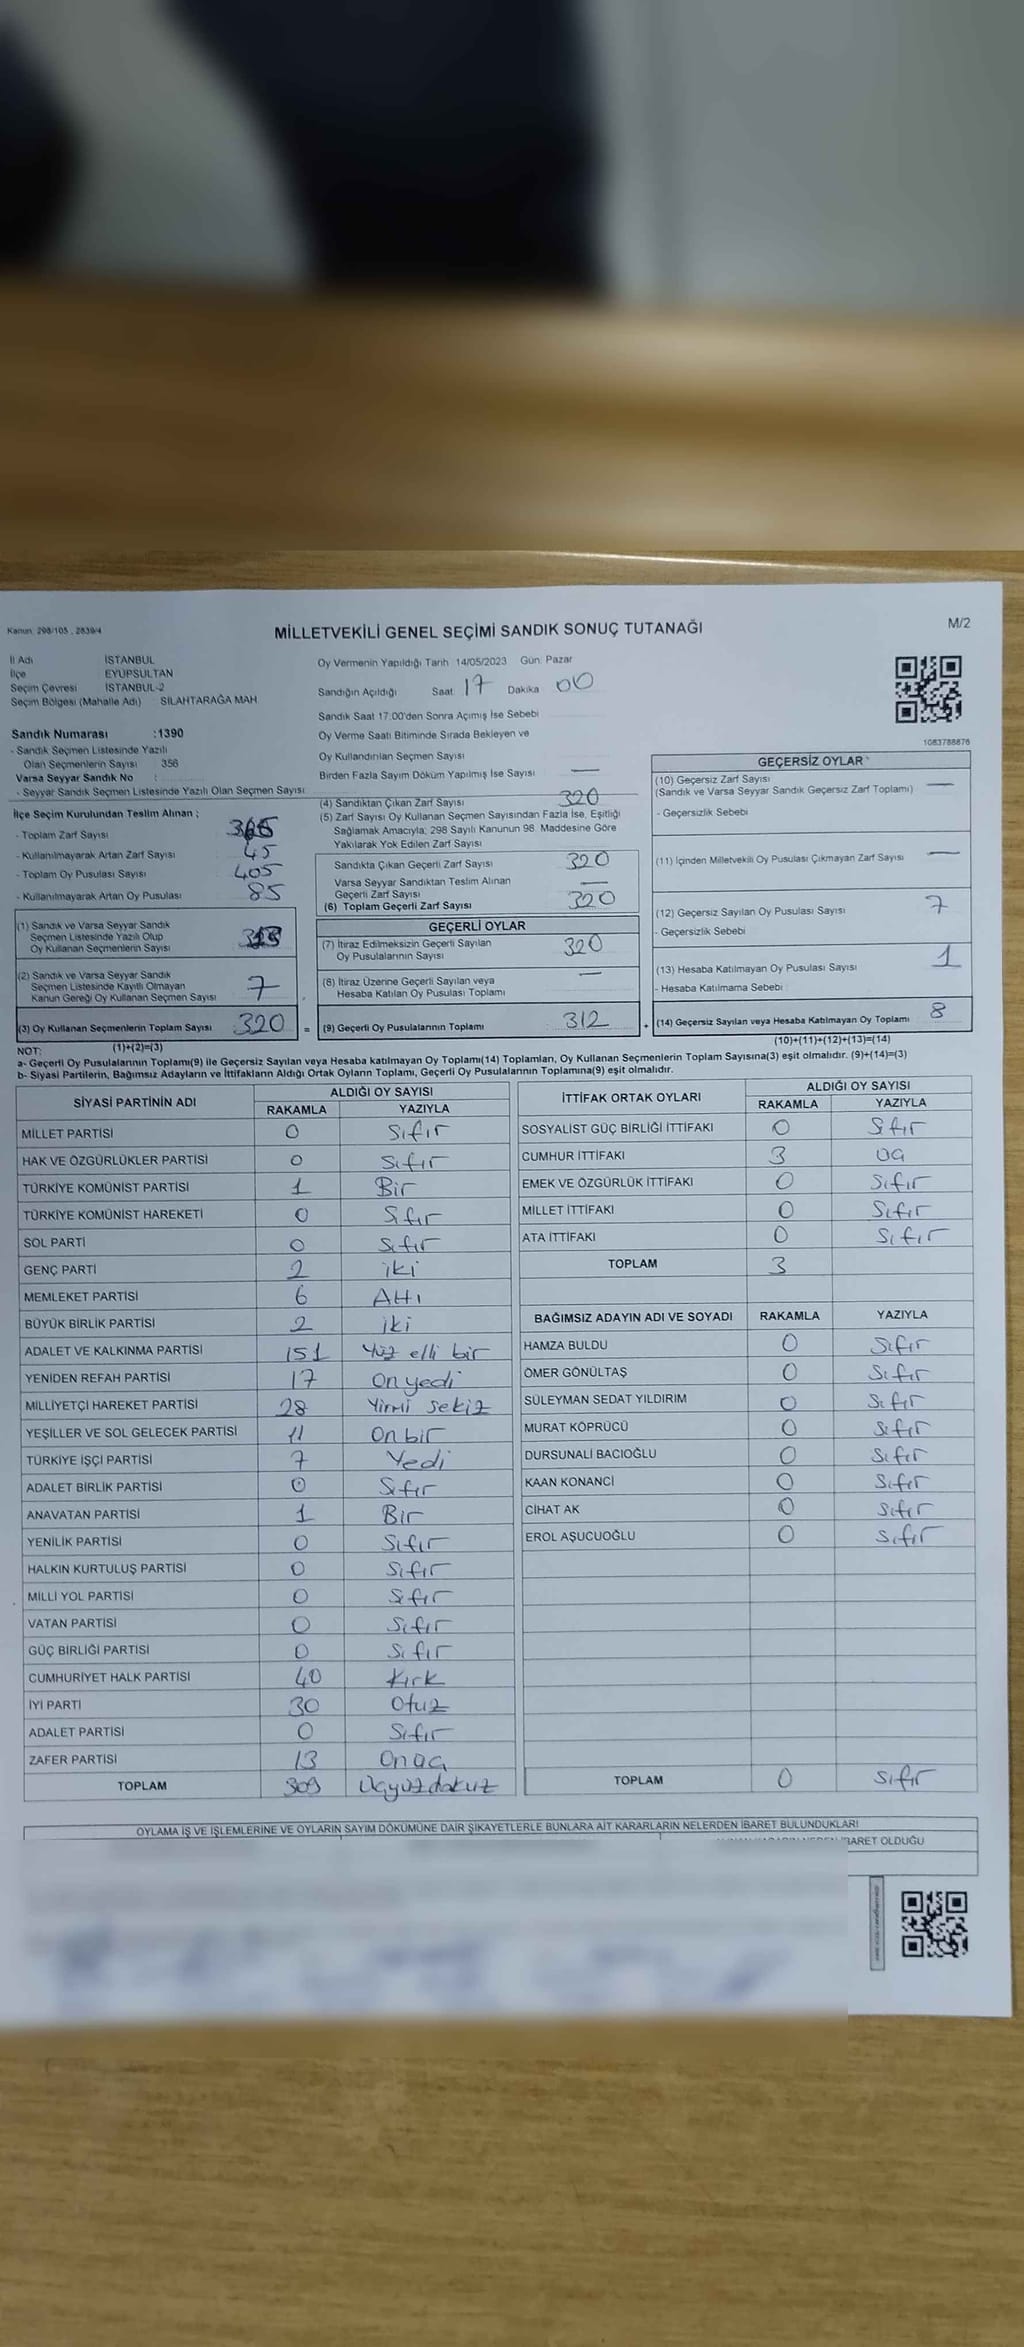 Kanun: 298/105 , 2839/4
M/2
MİLLETVEKİLİ GENEL SEÇİMİ SANDIK SONUÇ TUTANAĞI
İl Adı İSTANBUL
İlçe EYÜPSULTAN
Seçim Çevresi İSTANBUL-2
Seçim Bölgesi (Mahalle Adı) SİLAHTARAĞA MAH
Sandık Numarası :1390
- Sandık Seçmen Listesinde Yazılı
Olan Seçmenlerin Sayısı : 356
Varsa Seyyar Sandık No :
- Seyyar Sandık Seçmen Listesinde Yazılı Olan Seçmen Sayısı
Oy Vermenin Yapıldığı Tarih 14/05/2023 Gün: Pazar
Sandığın Açıldığı Saat 17 Dakika 00
Sandık Saat 17:00'den Sonra Açımış İse Sebebi
Oy Verme Saati Bitiminde Sırada Bekleyen ve
Oy Kullandırılan Seçmen Sayısı
Birden Fazla Sayım Döküm Yapılmış İse Sayısı —
1083788876
İlçe Seçim Kurulundan Teslim Alınan ;
- Toplam Zarf Sayısı
- Kullanılmayarak Artan Zarf Sayısı : 45
- Toplam Oy Pusulası Sayısı : 405
- Kullanılmayarak Artan Oy Pusulası 85
(1) Sandık ve Varsa Seyyar Sandık
Seçmen Listesinde Yazılı Olup
Oy Kullanan Seçmenlerin Sayısı
(2) Sandık ve Varsa Seyyar Sandık
Seçmen Listesinde Kayıtlı Olmayan
Kanun Gereği Oy Kullanan Seçmen Sayısı 7
(3) Oy Kullanan Seçmenlerin Toplam Sayısı 320 =
(4) Sandıktan Çıkan Zarf Sayısı 320
(5) Zarf Sayısı Oy Kullanan Seçmen Sayısından Fazla İse, Eşitliği
Sağlamak Amacıyla; 298 Sayılı Kanunun 98. Maddesine Göre
Yakılarak Yok Edilen Zarf Sayısı
Sandıkta Çıkan Geçerli Zarf Sayısı 320
Varsa Seyyar Sandıktan Teslim Alınan
Geçerli Zarf Sayısı —
(6) Toplam Geçerli Zarf Sayısı 320
GEÇERLİ OYLAR
(7) İtiraz Edilmeksizin Geçerli Sayılan
Oy Pusulalarının Sayısı 320
(8) İtiraz Üzerine Geçerli Sayılan veya
Hesaba Katılan Oy Pusulası Toplamı —
(9) Geçerli Oy Pusulalarının Toplamı 312 +
GEÇERSİZ OYLAR
(10) Geçersiz Zarf Sayısı
(Sandık ve Varsa Seyyar Sandık Geçersiz Zarf Toplamı) —
- Geçersizlik Sebebi
(11) İçinden Milletvekili Oy Pusulası Çıkmayan Zarf Sayısı —
(12) Geçersiz Sayılan Oy Pusulası Sayısı 7
- Geçersizlik Sebebi
(13) Hesaba Katılmayan Oy Pusulası Sayısı 1
- Hesaba Katılmama Sebebi
(14) Geçersiz Sayılan veya Hesaba Katılmayan Oy Toplamı 8
NOT: (1)+(2)=(3) (10)+(11)+(12)+(13)=(14)
a- Geçerli Oy Pusulalarının Toplamı(9) ile Geçersiz Sayılan veya Hesaba katılmayan Oy Toplamı(14) Toplamları, Oy Kullanan Seçmenlerin Toplam Sayısına(3) eşit olmalıdır. (9)+(14)=(3)
b- Siyasi Partilerin, Bağımsız Adayların ve İttifakların Aldığı Ortak Oyların Toplamı, Geçerli Oy Pusulalarının Toplamına(9) eşit olmalıdır.
SİYASİ PARTİNİN ADI ALDIĞI OY SAYISI
RAKAMLA YAZIYLA
MİLLET PARTİSİ 0 Sıfır
HAK VE ÖZGÜRLÜKLER PARTİSİ 0 Sıfır
TÜRKİYE KOMÜNİST PARTİSİ 1 Bir
TÜRKİYE KOMÜNİST HAREKETİ 0 Sıfır
SOL PARTİ 0 Sıfır
GENÇ PARTİ 2 iki
MEMLEKET PARTİSİ 6 Altı
BÜYÜK BİRLİK PARTİSİ 2 iki
ADALET VE KALKINMA PARTİSİ 151 Yüz elli bir
YENİDEN REFAH PARTİSİ 17 Onyedi
MİLLİYETÇİ HAREKET PARTİSİ 28 Yirmi sekiz
YEŞİLLER VE SOL GELECEK PARTİSİ 11 Onbir
TÜRKİYE İŞÇİ PARTİSİ 7 Yedi
ADALET BİRLİK PARTİSİ 0 Sıfır
ANAVATAN PARTİSİ 1 Bir
YENİLİK PARTİSİ 0 Sıfır
HALKIN KURTULUŞ PARTİSİ 0 Sıfır
MİLLİ YOL PARTİSİ 0 Sıfır
VATAN PARTİSİ 0 Sıfır
GÜÇ BİRLİĞİ PARTİSİ 0 Sıfır
CUMHURİYET HALK PARTİSİ 40 Kırk
İYİ PARTİ 30 Otuz
ADALET PARTİSİ 0 Sıfır
ZAFER PARTİSİ 13 Onüç
TOPLAM 309 Üçyüzdokuz
İTTİFAK ORTAK OYLARI ALDIĞI OY SAYISI
RAKAMLA YAZIYLA
SOSYALİST GÜÇ BİRLİĞİ İTTİFAKI 0 Sıfır
CUMHUR İTTİFAKI 3 Üç
EMEK VE ÖZGÜRLÜK İTTİFAKI 0 Sıfır
MİLLET İTTİFAKI 0 Sıfır
ATA İTTİFAKI 0 Sıfır
TOPLAM 3
BAĞIMSIZ ADAYIN ADI VE SOYADI RAKAMLA YAZIYLA
HAMZA BULDU 0 Sıfır
ÖMER GÖNÜLTAŞ 0 Sıfır
SÜLEYMAN SEDAT YILDIRIM 0 Sıfır
MURAT KÖPRÜCÜ 0 Sıfır
DURSUNALİ BACIOĞLU 0 Sıfır
KAAN KONANCİ 0 Sıfır
CİHAT AK 0 Sıfır
EROL AŞUCUOĞLU 0 Sıfır
TOPLAM 0 Sıfır
OYLAMA İŞ VE İŞLEMLERİNE VE OYLARIN SAYIM DÖKÜMÜNE DAİR ŞİKAYETLERLE BUNLARA AİT KARARLARIN NELERDEN İBARET BULUNDUKLARI
OLDUĞU